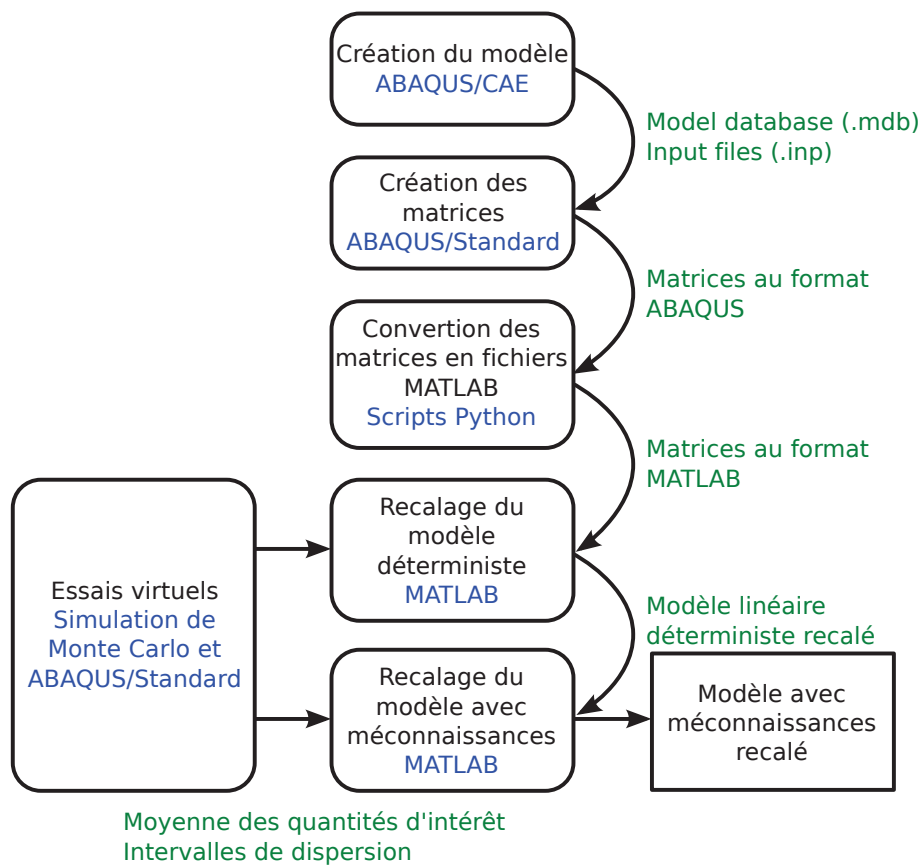 Création du modèle
ABAQUS/CAE
Model database (.mdb)
Input files (.inp)
Création des
matrices
ABAQUS/Standard
Matrices au format
ABAQUS
Convertion des
matrices en fichiers
MATLAB
Scripts Python
Matrices au format
MATLAB
Essais virtuels
Simulation de
Monte Carlo et
ABAQUS/Standard
Recalage du
modèle
déterministe
MATLAB
Modèle linéaire
déterministe recalé
Recalage du
modèle avec
méconnaissances
MATLAB
Modèle avec
méconnaissances
recalé
Moyenne des quantités d'intérêt
Intervalles de dispersion